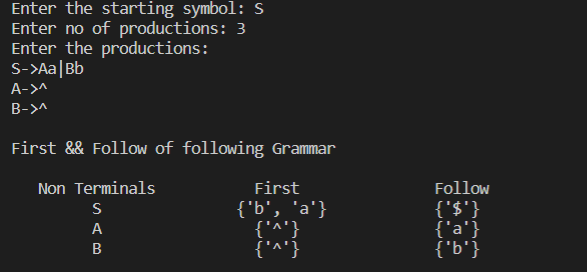 Enter the starting symbol: S
Enter no of productions: 3
Enter the productions:
S->Aa|Bb
A->^
B->^
First && Follow of following Grammar
Non Terminals First Follow
S {'b', 'a'} {'$'}
A {'^'} {'a'}
B {'^'} {'b'}